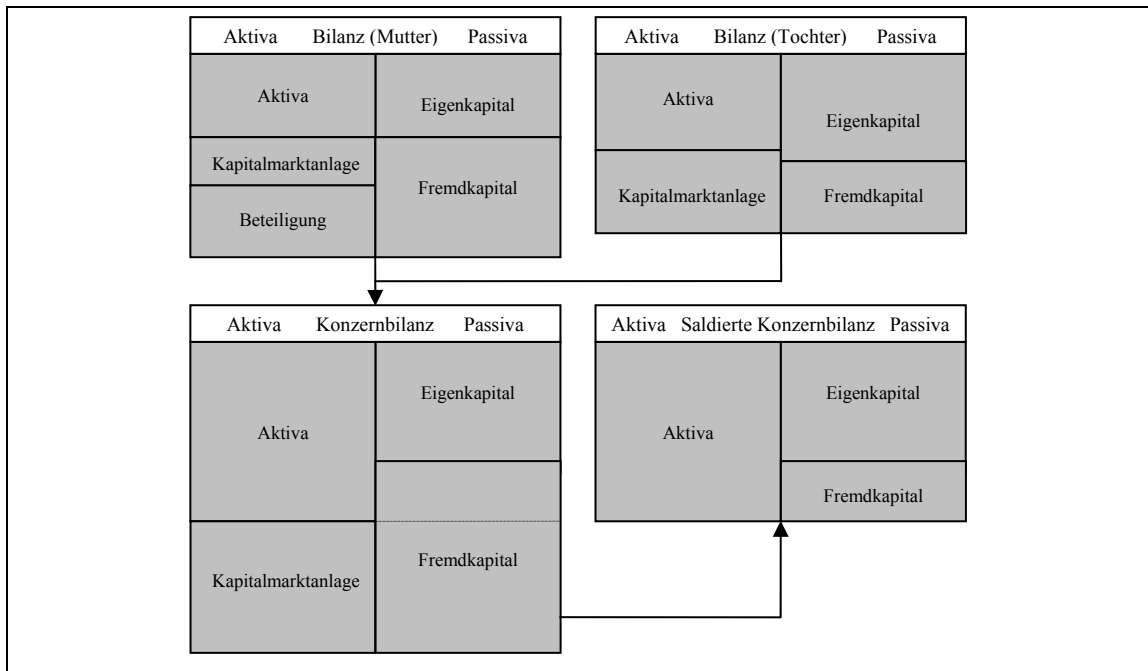 Aktiva Bilanz (Mutter) Passiva
Aktiva
Eigenkapital
Kapitalmarktanlage
Fremdkapital
Beteiligung
Aktiva Bilanz (Tochter) Passiva
Aktiva
Eigenkapital
Kapitalmarktanlage
Fremdkapital
Aktiva Konzernbilanz Passiva
Eigenkapital
Aktiva
Fremdkapital
Kapitalmarktanlage
Aktiva Saldierte Konzernbilanz Passiva
Eigenkapital
Aktiva
Fremdkapital